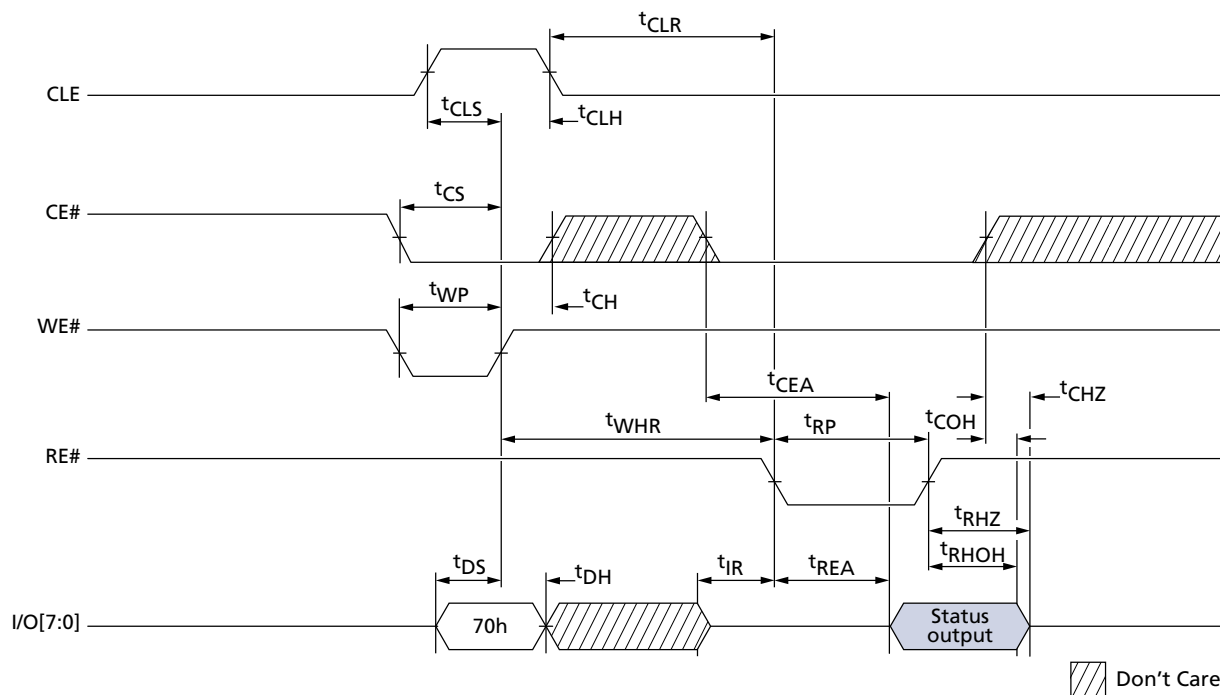 tCLR
CLE
tCLS
tCLH
tCS
CE#
tWP
tCH
WE#
tCEA
tCHZ
tWHR
tRP
tCOH
RE#
tRHZ
tRHOH
tDS
tDH
tIR
tREA
I/O[7:0]
70h
Status
output
Don't Care